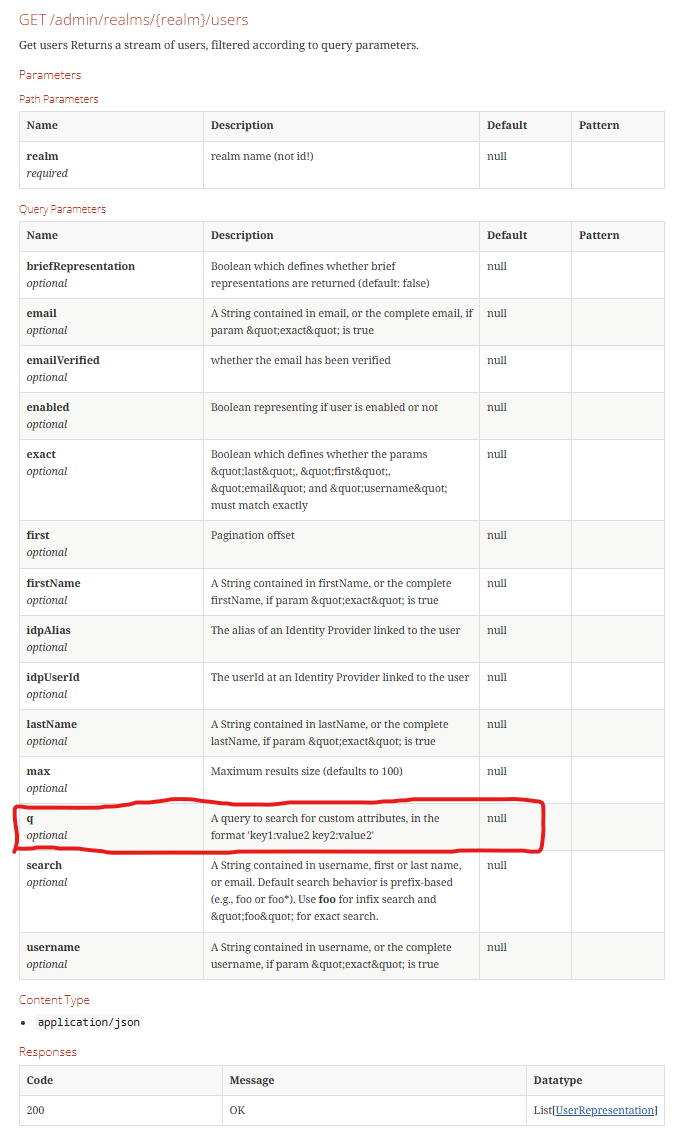 GET /admin/realms/{realm}/users
Get users Returns a stream of users, filtered according to query parameters.
Parameters
Path Parameters
Name Description Default Pattern
realm realm name (not id!) null
required
Query Parameters
Name Description Default Pattern
briefRepresentation Boolean which defines whether brief null
optional representations are returned (default: false)
email A String contained in email, or the complete email, if null
optional param &quot;exact&quot; is true
emailVerified whether the email has been verified null
optional
enabled Boolean representing if user is enabled or not null
optional
exact Boolean which defines whether the params null
optional &quot;last&quot;, &quot;first&quot;,
&quot;email&quot; and &quot;username&quot;
must match exactly
first Pagination offset null
optional
firstName A String contained in firstName, or the complete null
optional firstName, if param &quot;exact&quot; is true
idpAlias The alias of an Identity Provider linked to the user null
optional
idpUserId The userId at an Identity Provider linked to the user null
optional
lastName A String contained in lastName, or the complete null
optional lastName, if param &quot;exact&quot; is true
max Maximum results size (defaults to 100) null
optional
q A query to search for custom attributes, in the null
optional format 'key1:value2 key2:value2'
search A String contained in username, first or last name, null
optional or email. Default search behavior is prefix-based
(e.g., foo or foo*). Use foo for infix search and
&quot;foo&quot; for exact search.
username A String contained in username, or the complete null
optional username, if param &quot;exact&quot; is true
Content Type
• application/json
Responses
Code Message Datatype
200 OK List[UserRepresentation]